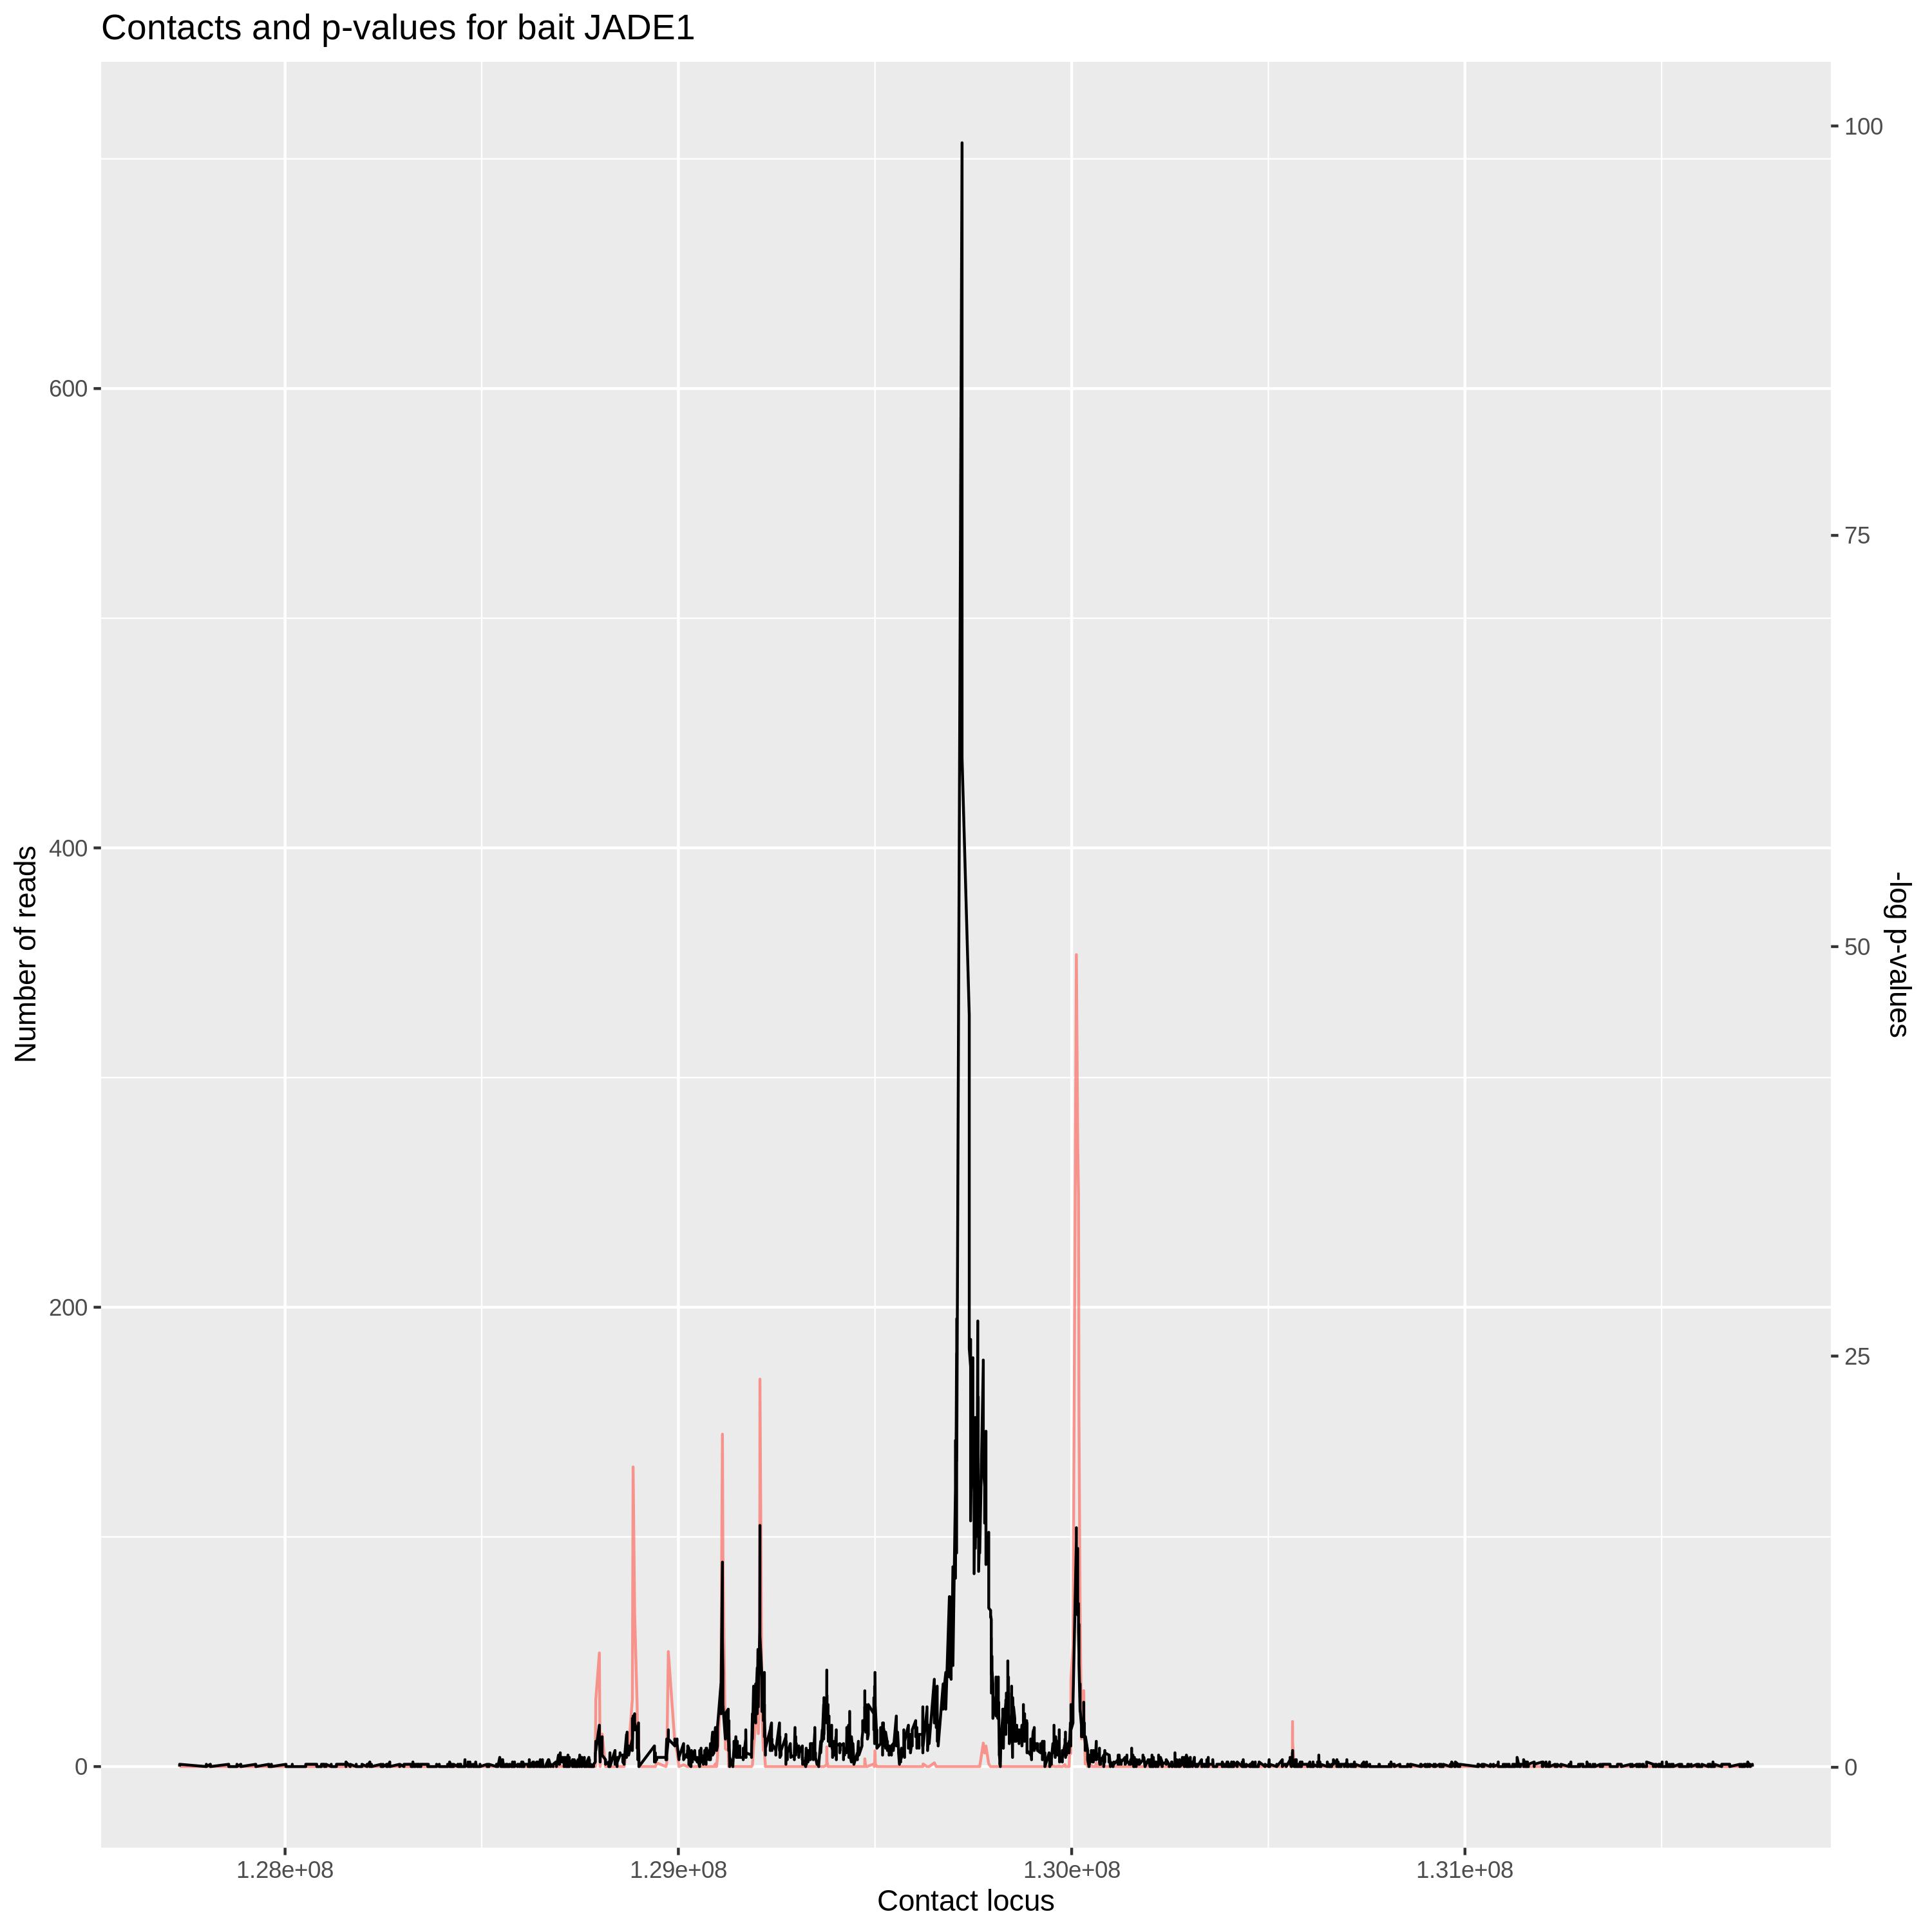 Contacts and p-values for bait JADE1
Number of reads
600
400
200
0
100
75
50
25
0
-log p-values
1.28e+08 1.29e+08 1.30e+08 1.31e+08
Contact locus